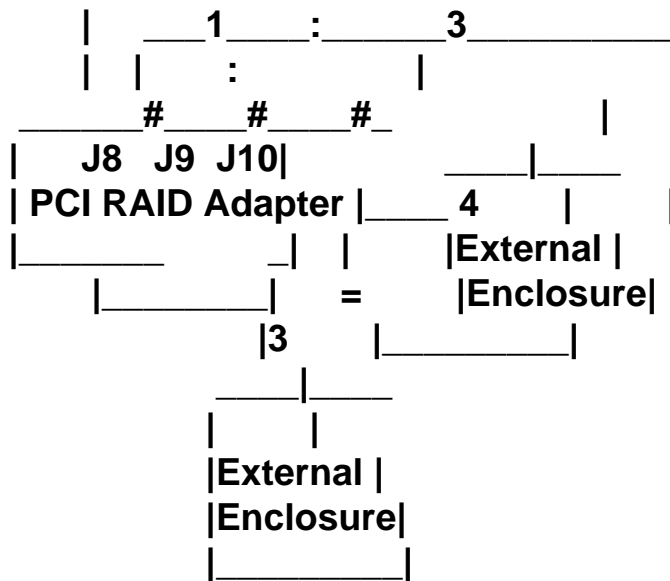 |    ___1____:______3__________
|  |    :         |
______#____#____#_          |
|   J8  J9  J10|       ____|____
| PCI RAID Adapter |____ 4    |    |
|_______     _|  |    |External |
|________|   =    |Enclosure|
|3     |_________|
____|____
|    |
|External |
|Enclosure|
|_________|